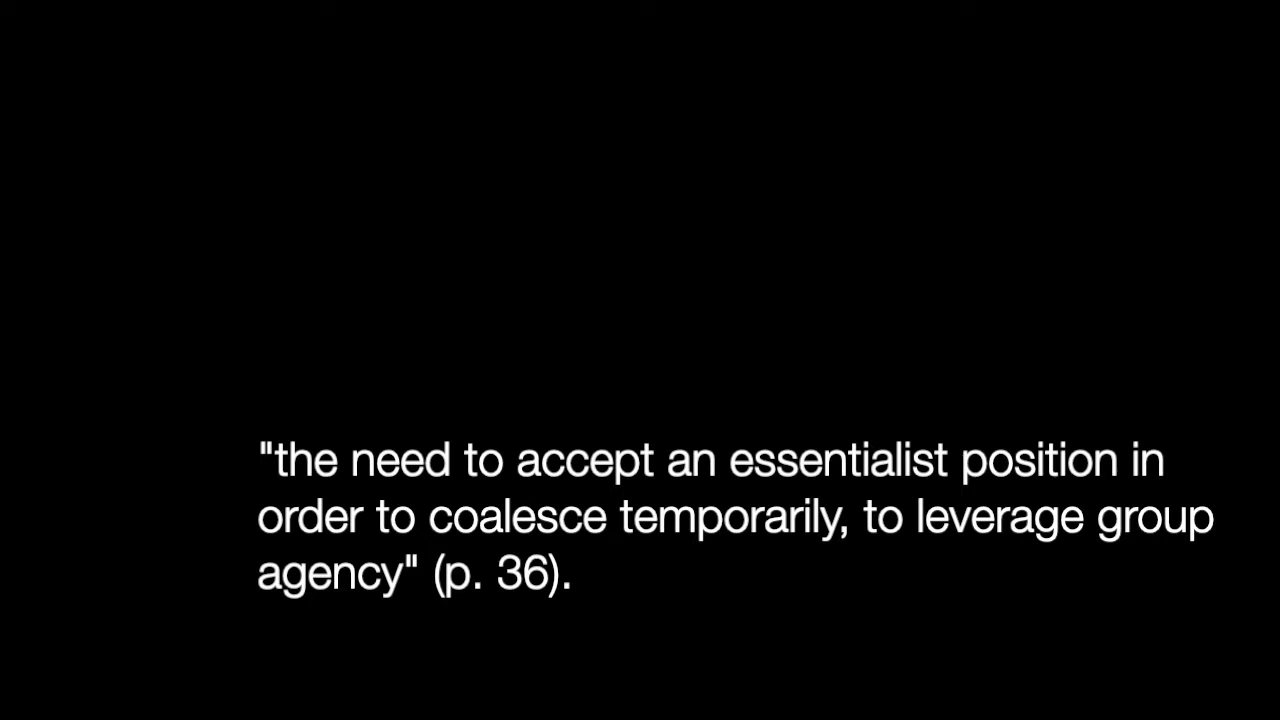 "the need to accept an essentialist position in
order to coalesce temporarily, to leverage group
agency" (p. 36).